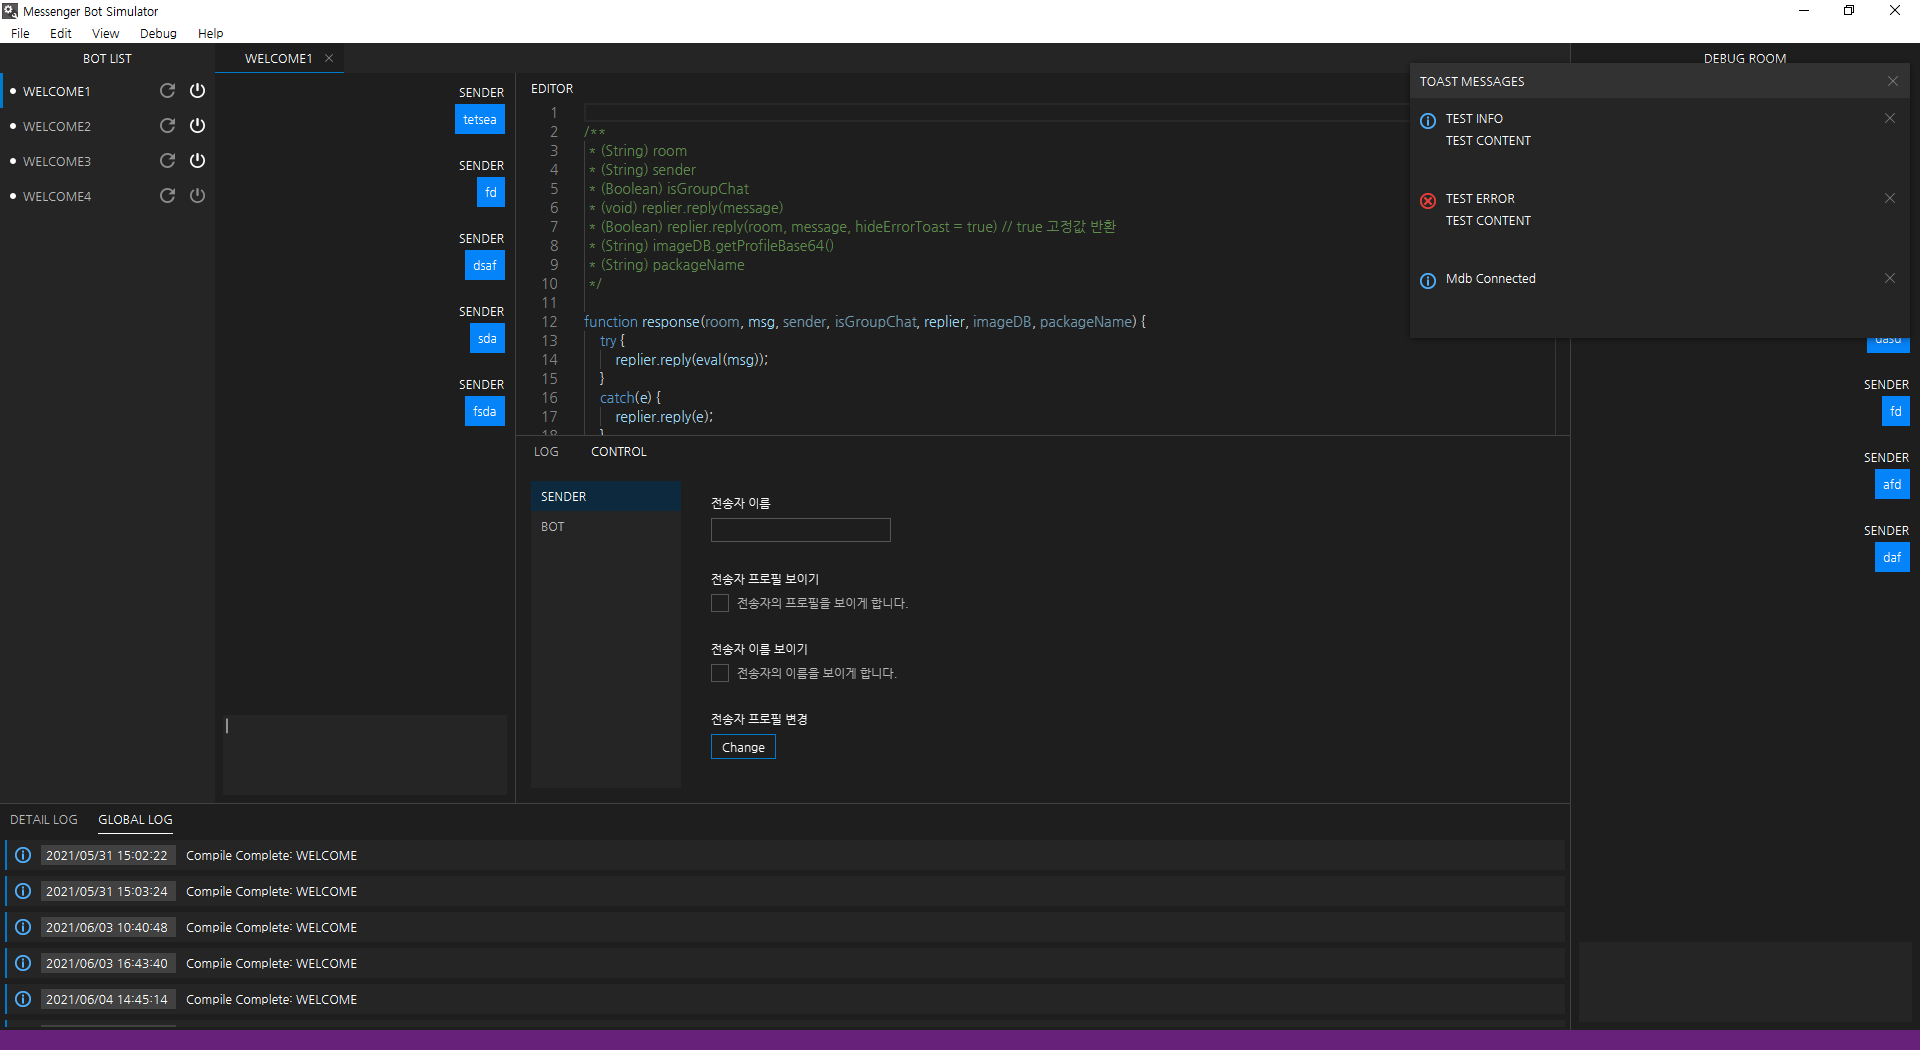 Messenger Bot Simulator
File Edit View Debug Help
BOT LIST
WELCOME1
WELCOME2
WELCOME3
WELCOME4
WELCOME1
SENDER
tetsea
SENDER
fd
SENDER
dsaf
SENDER
sda
SENDER
fsda
EDITOR
1
2 /**
3 * (String) room
4 * (String) sender
5 * (Boolean) isGroupChat
6 * (void) replier.reply(message)
7 * (Boolean) replier.reply(room, message, hideErrorToast = true) // true 고정값 반환
8 * (String) imageDB.getProfileBase64()
9 * (String) packageName
10 */
11
12 function response(room, msg, sender, isGroupChat, replier, imageDB, packageName) {
13 try {
14 replier.reply(eval(msg));
15 }
16 catch(e) {
17 replier.reply(e);
18 }
LOG CONTROL
SENDER
BOT
전송자 이름
전송자 프로필 보이기
전송자의 프로필을 보이게 합니다.
전송자 이름 보이기
전송자의 이름을 보이게 합니다.
전송자 프로필 변경
Change
DEBUG ROOM
TOAST MESSAGES
TEST INFO
TEST CONTENT
TEST ERROR
TEST CONTENT
Mdb Connected
dasd
SENDER
fd
SENDER
afd
SENDER
daf
DETAIL LOG GLOBAL LOG
2021/05/31 15:02:22 Compile Complete: WELCOME
2021/05/31 15:03:24 Compile Complete: WELCOME
2021/06/03 10:40:48 Compile Complete: WELCOME
2021/06/03 16:43:40 Compile Complete: WELCOME
2021/06/04 14:45:14 Compile Complete: WELCOME